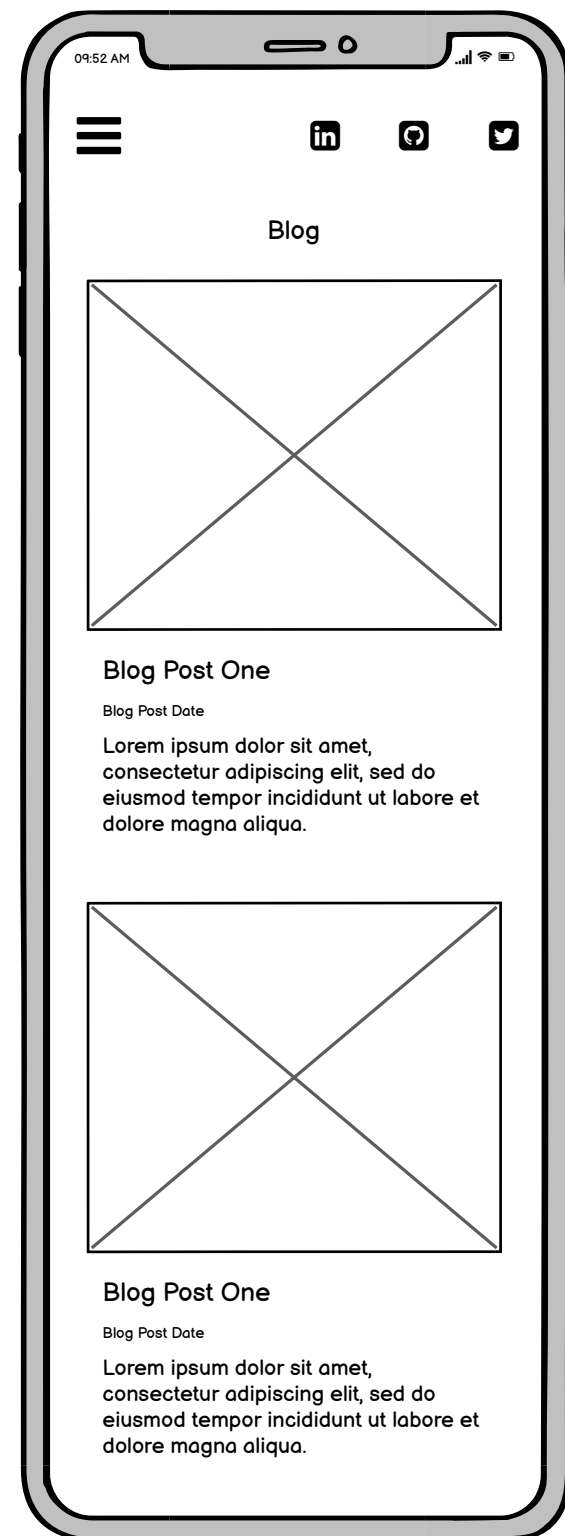 09:52 AM
in
Blog
Blog Post One
Blog Post Date
Lorem ipsum dolor sit amet,
consectetur adipiscing elit, sed do
eiusmod tempor incididunt ut labore et
dolore magna aliqua.
Blog Post One
Blog Post Date
Lorem ipsum dolor sit amet,
consectetur adipiscing elit, sed do
eiusmod tempor incididunt ut labore et
dolore magna aliqua.